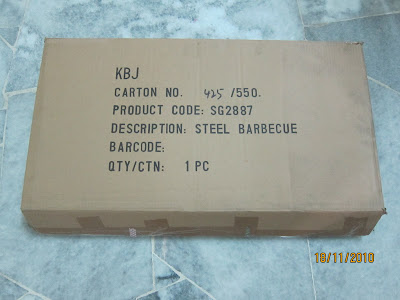 KBJ
CARTON NO. 425 /550.
PRODUCT CODE: SG2887
DESCRIPTION: STEEL BARBECUE
BARCODE:
QTY/CTN: 1 PC
18/11/2010